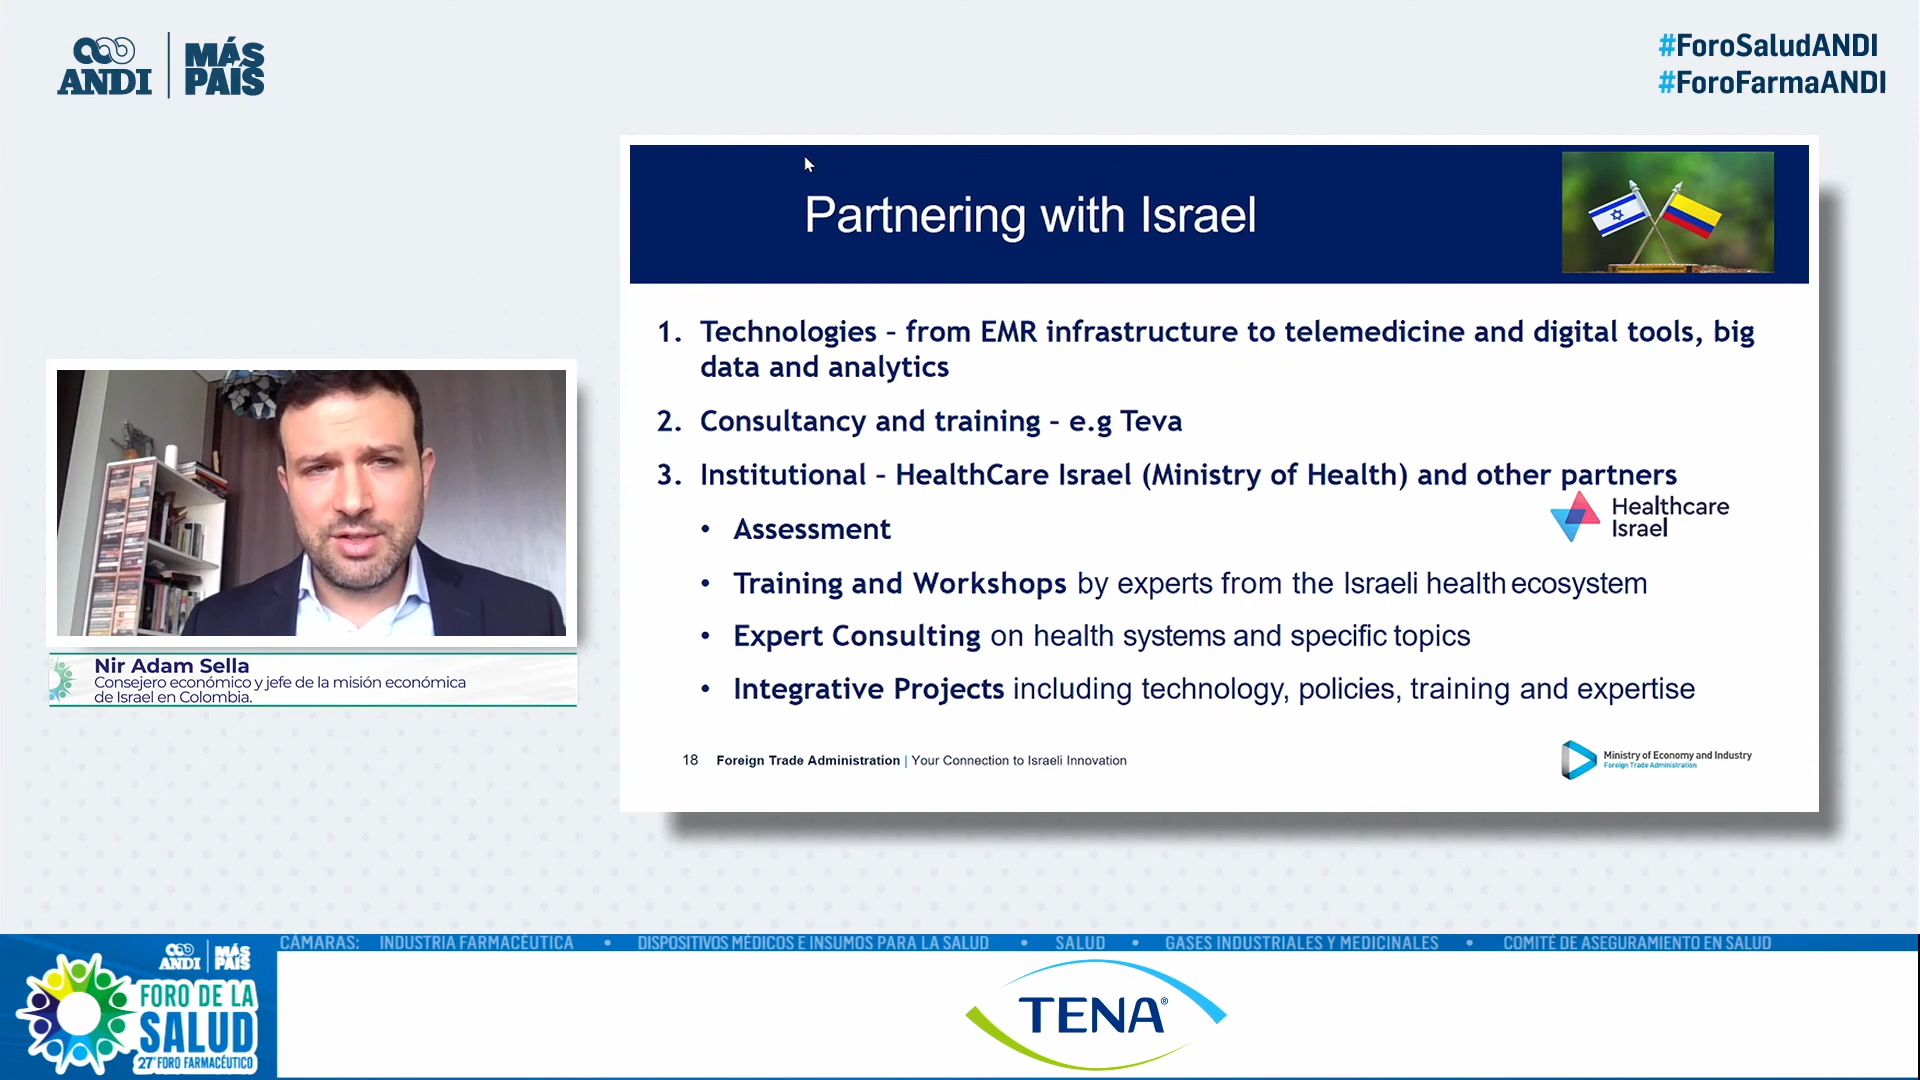 ANDI
MÁS
PAÍS
#ForoSaludANDI
#ForoFarmaANDI
Partnering with Israel
1. Technologies – from EMR infrastructure to telemedicine and digital tools, big
data and analytics
2. Consultancy and training – e.g Teva
3. Institutional – HealthCare Israel (Ministry of Health) and other partners
Healthcare
Israel
• Assessment
• Training and Workshops by experts from the Israeli health ecosystem
• Expert Consulting on health systems and specific topics
• Integrative Projects including technology, policies, training and expertise
18 Foreign Trade Administration | Your Connection to Israeli Innovation
Ministry of Economy and Industry
Foreign Trade Administration
Nir Adam Sella
Consejero económico y jefe de la misión económica
de Israel en Colombia.
CÁMARAS: INDUSTRIA FARMACÉUTICA • DISPOSITIVOS MÉDICOS E INSUMOS PARA LA SALUD • SALUD • GASES INDUSTRIALES Y MEDICINALES • COMITÉ DE ASEGURAMIENTO EN SALUD
ANDI
MÁS
PAÍS
FORO DE LA
SALUD
27° FORO FARMACÉUTICO
TENA®